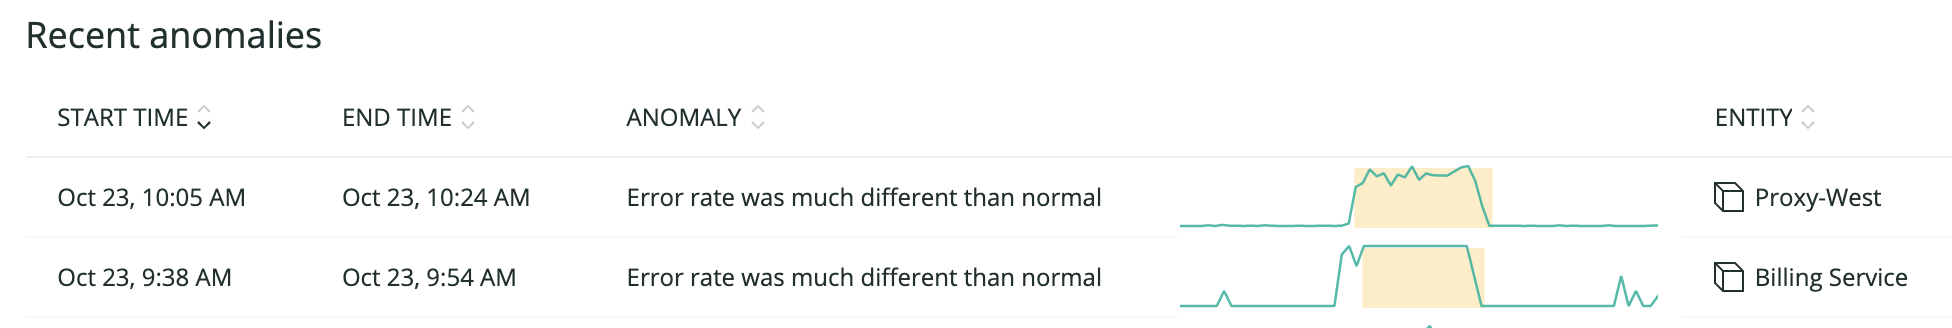 Recent anomalies
START TIME END TIME ANOMALY ENTITY
Oct 23, 10:05 AM Oct 23, 10:24 AM Error rate was much different than normal Proxy-West
Oct 23, 9:38 AM Oct 23, 9:54 AM Error rate was much different than normal Billing Service